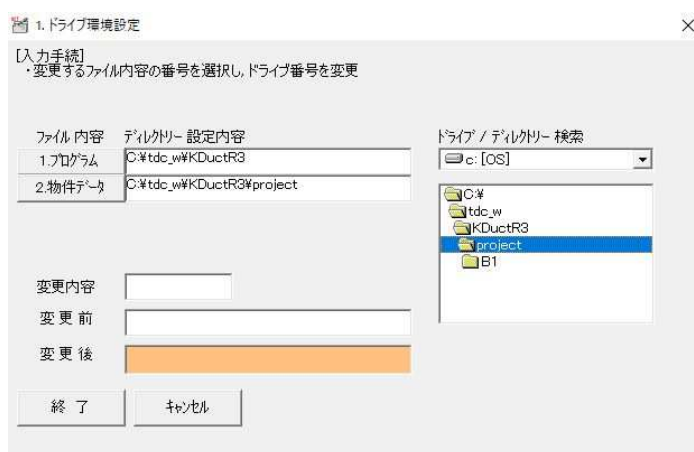 1. ドライブ環境設定
[入力手続]
・変更するファイル内容の番号を選択し, ドライブ番号を変更
ファイル 内容 ディレクトリー 設定内容
1.プログラム C:¥tdc_w¥KDuctR3
2.物件データ C:¥tdc_w¥KDuctR3¥project
ドライブ / ディレクトリー 検索
c: [OS]
C:¥
tdc_w
KDuctR3
project
B1
変更内容
変 更 前
変 更 後
終 了 キャンセル